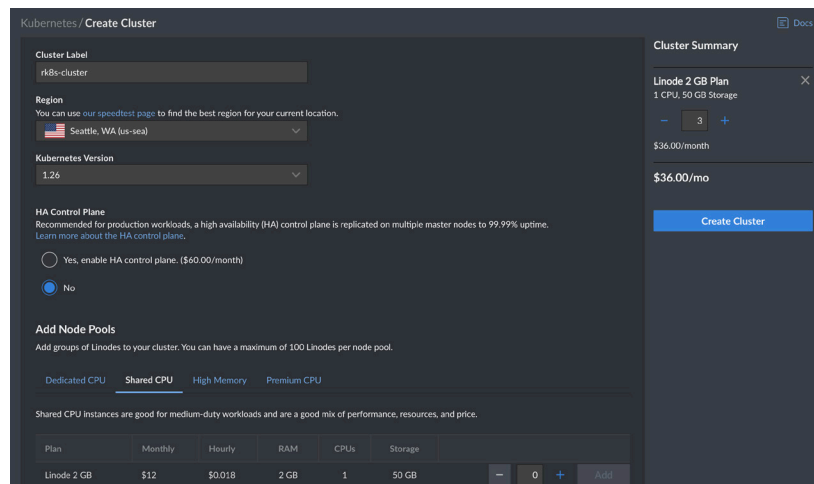 Kubernetes / Create Cluster
Docs
Cluster Label
rk8s-cluster
Region
You can use our speedtest page to find the best region for your current location.
Seattle, WA (us-sea)
Kubernetes Version
1.26
HA Control Plane
Recommended for production workloads, a high availability (HA) control plane is replicated on multiple master nodes to 99.99% uptime.
Learn more about the HA control plane.
Yes, enable HA control plane. ($60.00/month)
No
Add Node Pools
Add groups of Linodes to your cluster. You can have a maximum of 100 Linodes per node pool.
Dedicated CPU Shared CPU High Memory Premium CPU
Shared CPU instances are good for medium-duty workloads and are a good mix of performance, resources, and price.
Plan Monthly Hourly RAM CPUs Storage
Linode 2 GB $12 $0.018 2 GB 1 50 GB − 0 + Add
Cluster Summary
Linode 2 GB Plan
1 CPU, 50 GB Storage
− 3 +
$36.00/month
$36.00/mo
Create Cluster